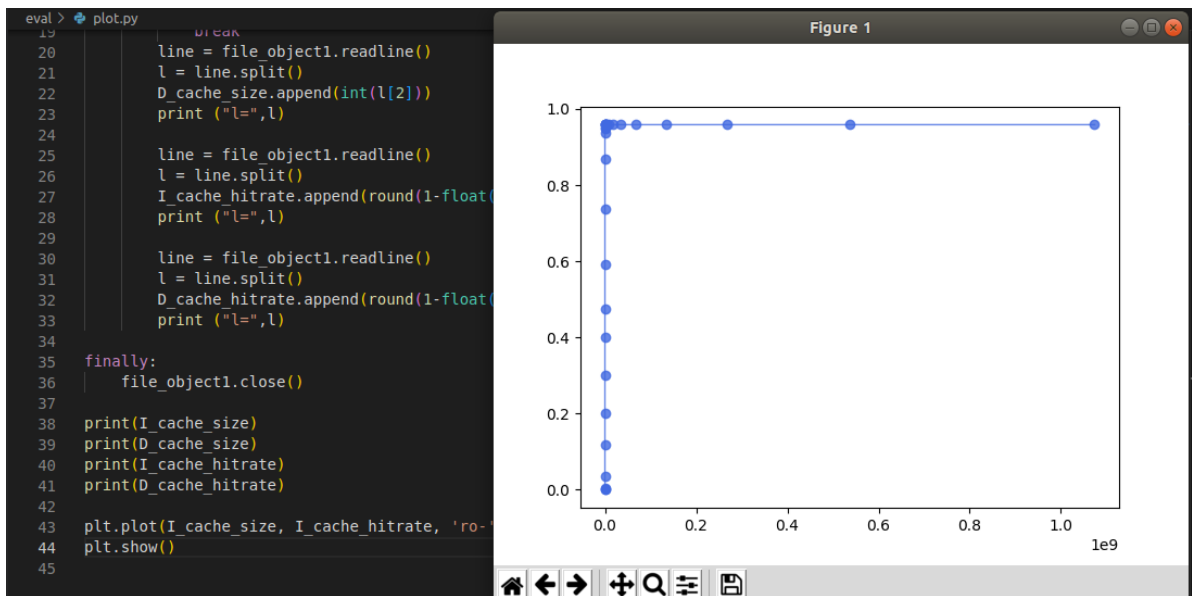 eval > plot.py
19 break
20 line = file_object1.readline()
21 l = line.split()
22 D_cache_size.append(int(l[2]))
23 print ("l=",l)
24
25 line = file_object1.readline()
26 l = line.split()
27 I_cache_hitrate.append(round(1-float(
28 print ("l=",l)
29
30 line = file_object1.readline()
31 l = line.split()
32 D_cache_hitrate.append(round(1-float(
33 print ("l=",l)
34
35 finally:
36 file_object1.close()
37
38 print(I_cache_size)
39 print(D_cache_size)
40 print(I_cache_hitrate)
41 print(D_cache_hitrate)
42
43 plt.plot(I_cache_size, I_cache_hitrate, 'ro-'
44 plt.show()
45
Figure 1
1.0
0.8
0.6
0.4
0.2
0.0
0.0 0.2 0.4 0.6 0.8 1.0
1e9